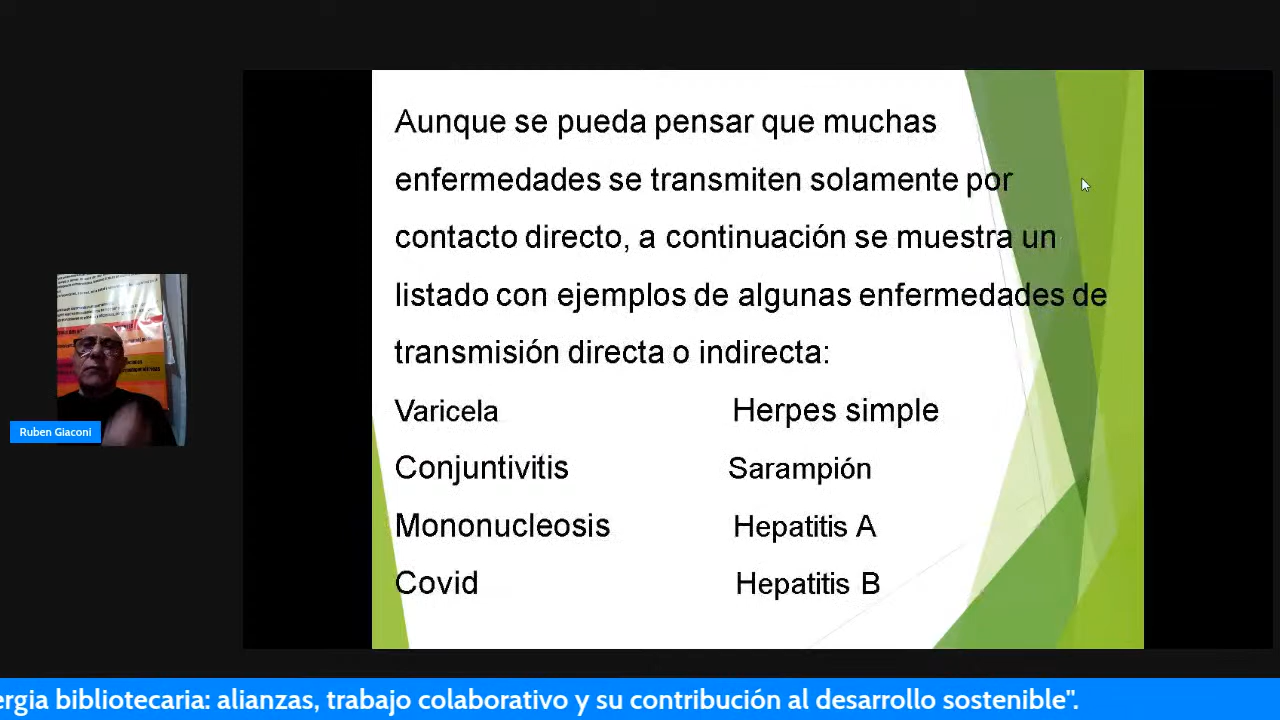 Aunque se pueda pensar que muchas
enfermedades se transmiten solamente por
contacto directo, a continuación se muestra un
listado con ejemplos de algunas enfermedades de
transmisión directa o indirecta:
Varicela Herpes simple
Conjuntivitis Sarampión
Mononucleosis Hepatitis A
Covid Hepatitis B
Ruben Giaconi
ergia bibliotecaria: alianzas, trabajo colaborativo y su contribución al desarrollo sostenible".